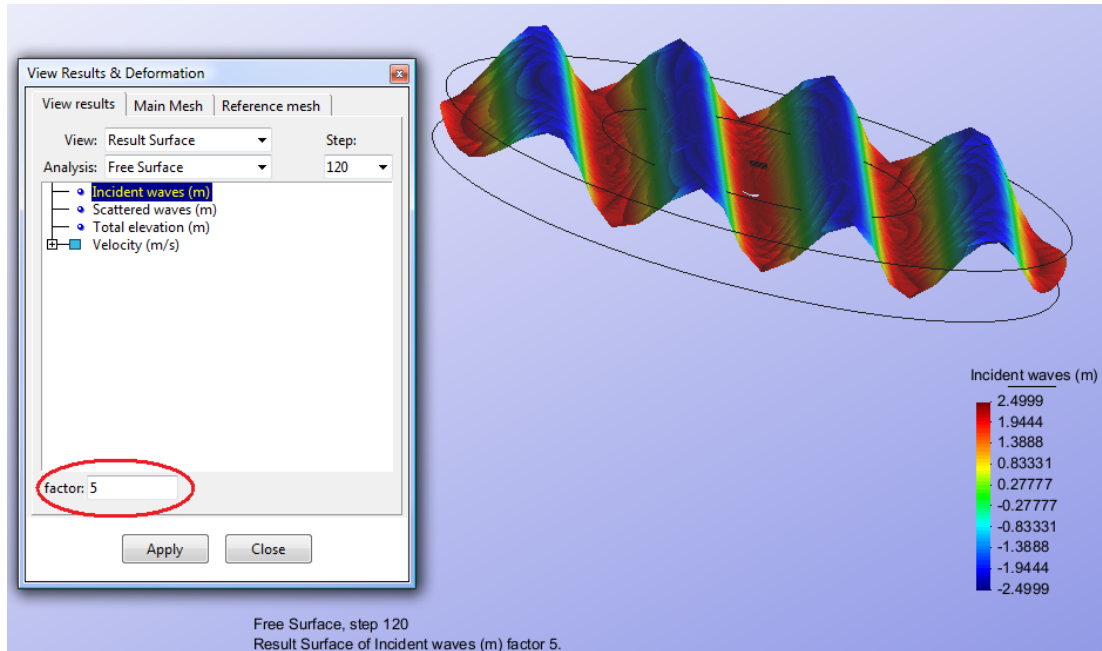 View Results & Deformation
View results Main Mesh Reference mesh
View: Result Surface Step:
Analysis: Free Surface 120
Incident waves (m)
Scattered waves (m)
Total elevation (m)
Velocity (m/s)
factor: 5
Apply Close
Incident waves (m)
2.4999
1.9444
1.3888
0.83331
0.27777
-0.27777
-0.83331
-1.3888
-1.9444
-2.4999
Free Surface, step 120
Result Surface of Incident waves (m) factor 5.